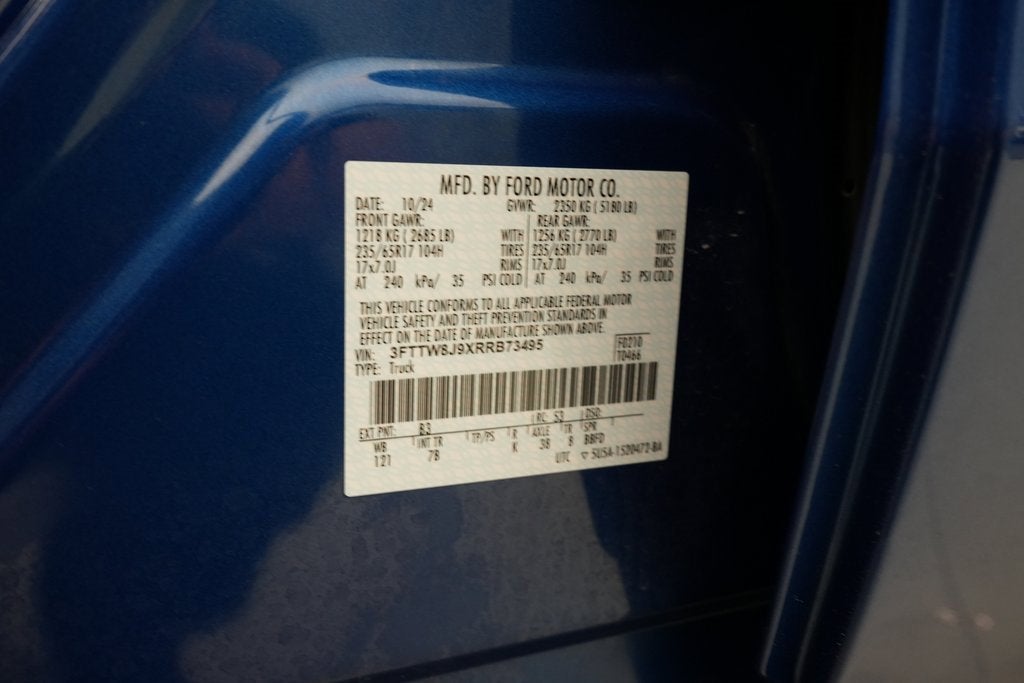 MFD. BY FORD MOTOR CO.
DATE: 10/24 GVWR: 2350 KG ( 5180 LB)
FRONT GAWR: REAR GAWR:
1218 KG ( 2685 LB) WITH 1256 KG ( 2770 LB) WITH
235/65R17 104H TIRES 235/65R17 104H TIRES
17x7.0J RIMS 17x7.0J RIMS
AT 240 kPa/ 35 PSI COLD AT 240 kPa/ 35 PSI COLD
THIS VEHICLE CONFORMS TO ALL APPLICABLE FEDERAL MOTOR
VEHICLE SAFETY AND THEFT PREVENTION STANDARDS IN
EFFECT ON THE DATE OF MANUFACTURE SHOWN ABOVE.
VIN: 3FTTW8J9XRRB73495 F0210
TYPE: Truck T0466
EXT PNT: B3 RC: 53 DSO:
WB INT TR TP/PS R AXLE TR SPR
121 7B K 3B 8 BBFD
UTC ▽ 5U5A-1520472-BA